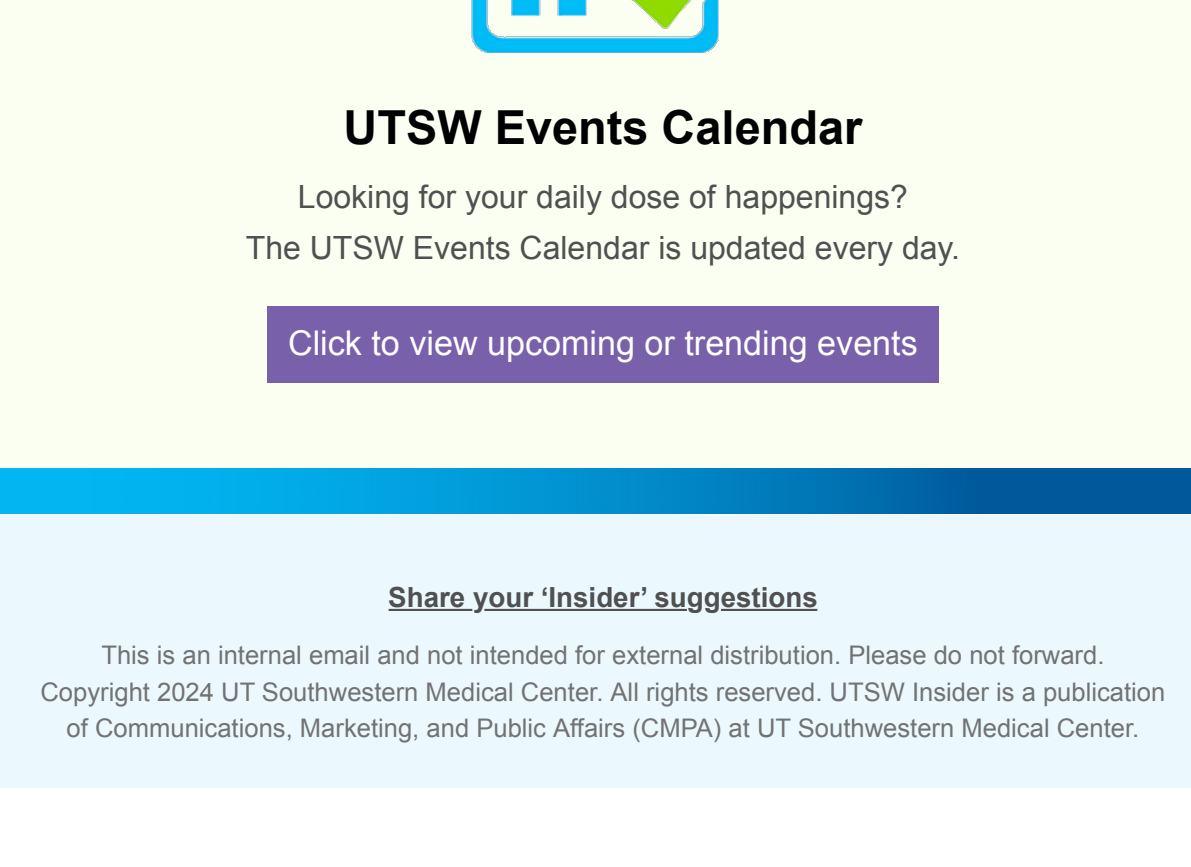 UTSW Events Calendar
Looking for your daily dose of happenings?
The UTSW Events Calendar is updated every day.
Click to view upcoming or trending events
Share your ‘Insider’ suggestions
This is an internal email and not intended for external distribution. Please do not forward.
Copyright 2024 UT Southwestern Medical Center. All rights reserved. UTSW Insider is a publication
of Communications, Marketing, and Public Affairs (CMPA) at UT Southwestern Medical Center.